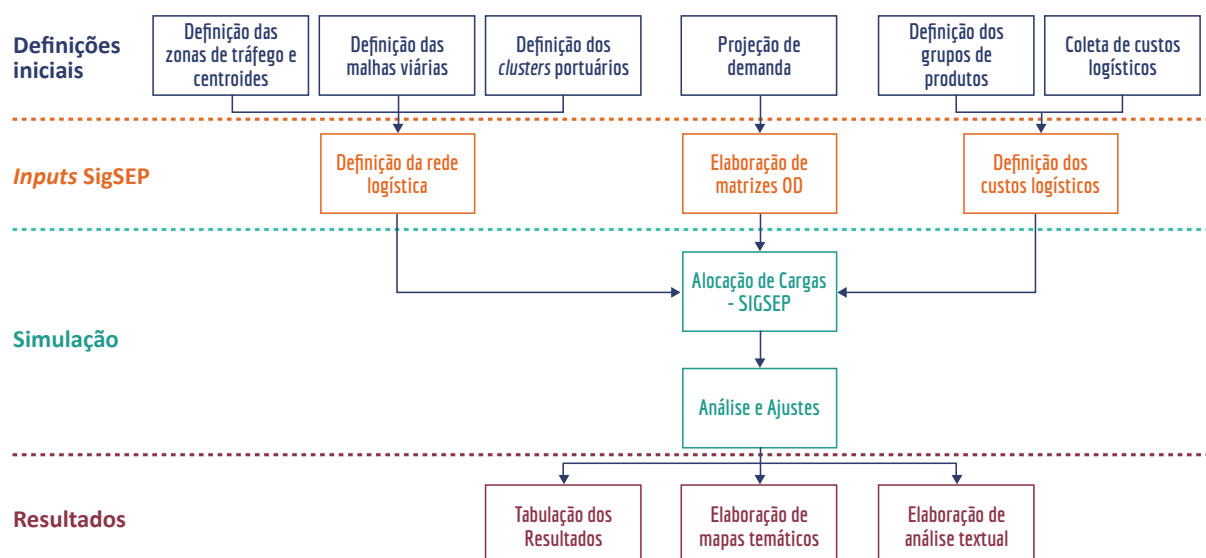 Definições
iniciais
Definição das
zonas de tráfego e
centroides
Definição das
malhas viárias
Definição dos
clusters portuários
Projeção de
demanda
Definição dos
grupos de
produtos
Coleta de custos
logísticos
Inputs SigSEP
Definição da rede
logística
Elaboração de
matrizes OD
Definição dos
custos logísticos
Simulação
Alocação de Cargas
- SIGSEP
Análise e Ajustes
Resultados
Tabulação dos
Resultados
Elaboração de
mapas temáticos
Elaboração de
análise textual